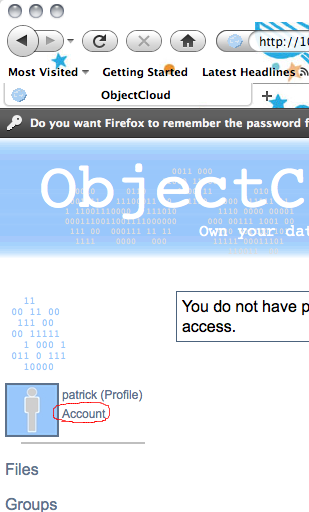 http://10
Most Visited Getting Started Latest Headlines
ObjectCloud
Do you want Firefox to remember the password f
ObjectC
Own your dat
11
00 11 00
111 00
00 11111
1 000 1
011 0 111
10000
You do not have p
access.
patrick (Profile)
Account
Files
Groups